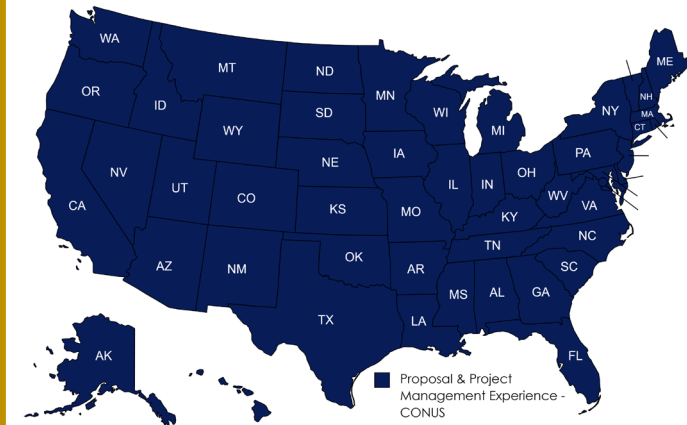 WA
MT
ND
MN
ME
OR
ID
SD
WI
MI
NY
NH
MA
CT
WY
IA
NE
PA
NV
UT
CO
IL
IN
OH
WV
VA
CA
KS
MO
KY
NC
TN
AZ
NM
OK
AR
SC
MS
AL
GA
TX
LA
AK
FL
Proposal & Project
Management Experience -
CONUS